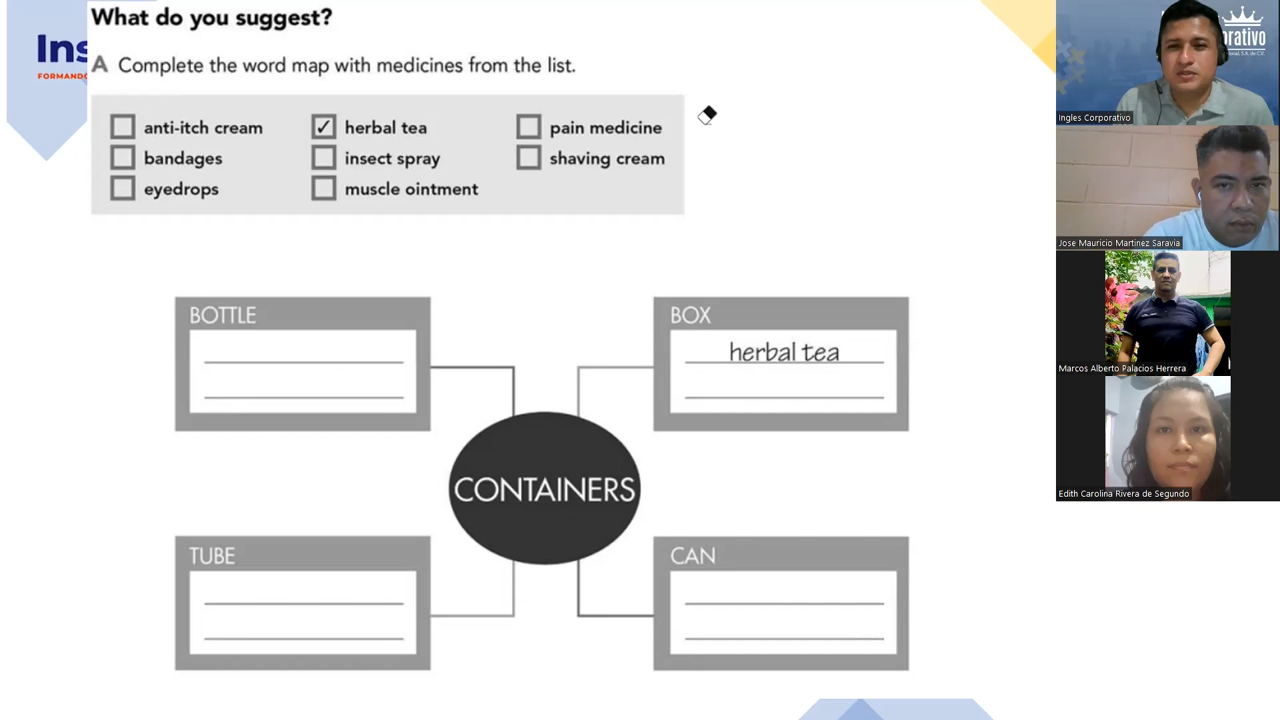 What do you suggest?
Ins
FORMANDO
A Complete the word map with medicines from the list.
anti-itch cream
✓ herbal tea
pain medicine
bandages
insect spray
shaving cream
eyedrops
muscle ointment
BOTTLE
BOX
herbal tea
CONTAINERS
TUBE
CAN
Ingles Corporativo
Jose Mauricio Martinez Saravia
Marcos Alberto Palacios Herrera
Edith Carolina Rivera de Segundo